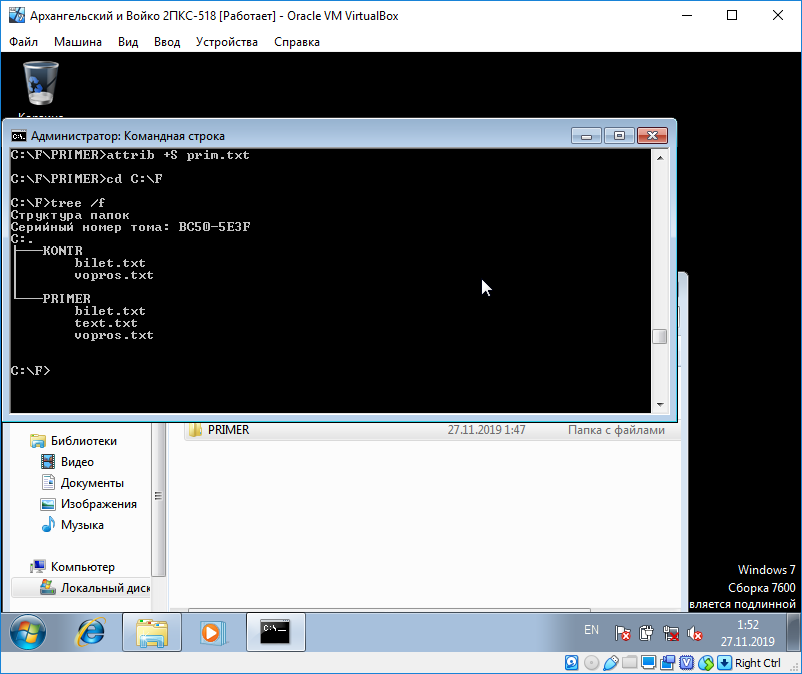 Архангельский и Войко 2ПКС-518 [Работает] - Oracle VM VirtualBox
Файл Машина Вид Ввод Устройства Справка
Администратор: Командная строка
C:\F\PRIMER>attrib +S prim.txt
C:\F\PRIMER>cd C:\F
C:\F>tree /f
Структура папок
Серийный номер тома: BC50-5E3F
C:.
├───KONTR
│       bilet.txt
│       vopros.txt
│
└───PRIMER
        bilet.txt
        text.txt
        vopros.txt
C:\F>
PRIMER 27.11.2019 1:47 Папка с файлами
Библиотеки
Видео
Документы
Изображения
Музыка
Компьютер
Локальный диск
Windows 7
Сборка 7600
вляется подлинной
EN
1:52
27.11.2019
Right Ctrl